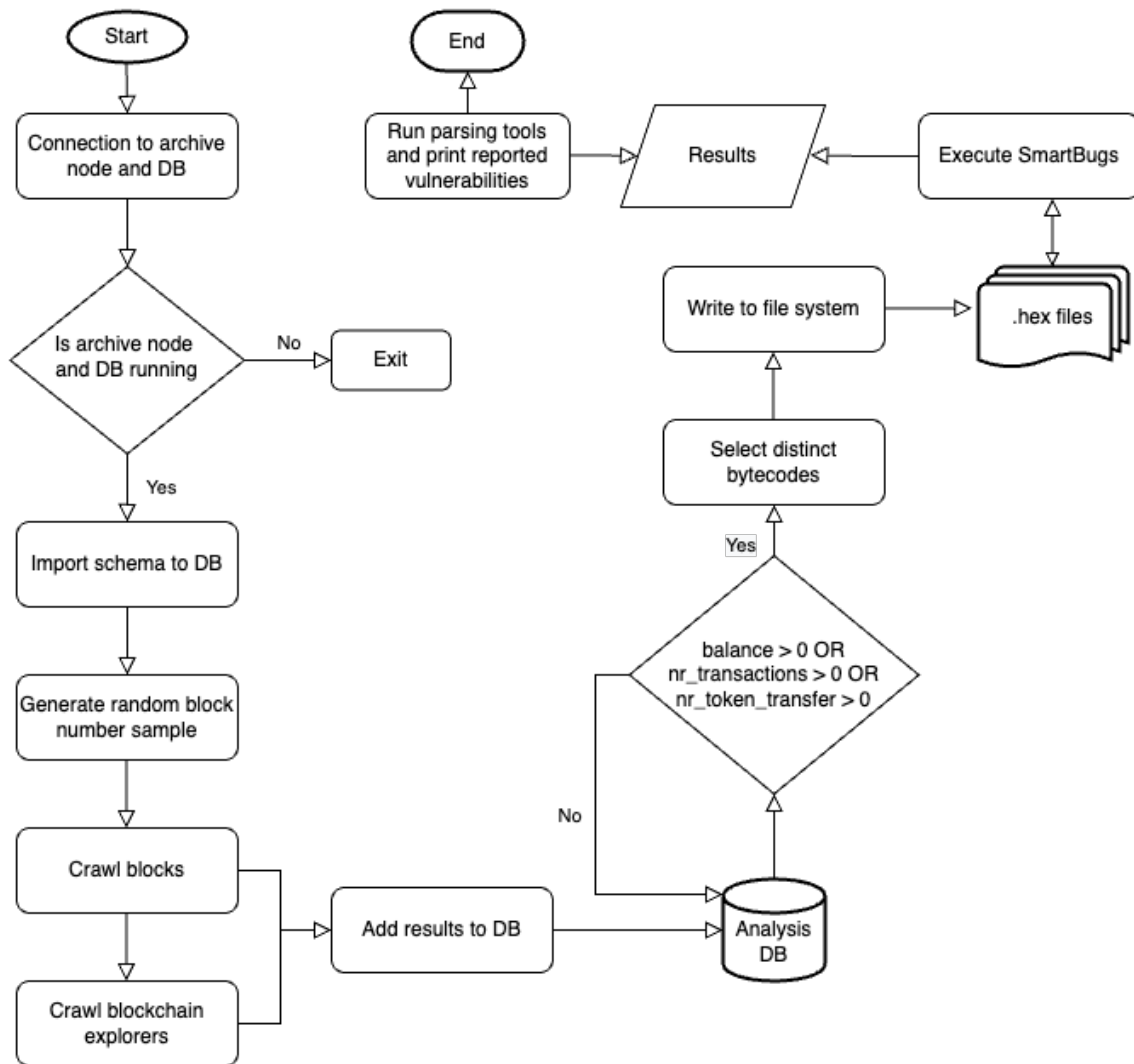 Start
End
Connection to archive
node and DB
Run parsing tools
and print reported
vulnerabilities
Results
Execute SmartBugs
Is archive node
and DB running
No
Exit
Write to file system
.hex files
Yes
Select distinct
bytecodes
Import schema to DB
Yes
balance > 0 OR
nr_transactions > 0 OR
nr_token_transfer > 0
Generate random block
number sample
No
Crawl blocks
Add results to DB
Analysis
DB
Crawl blockchain
explorers